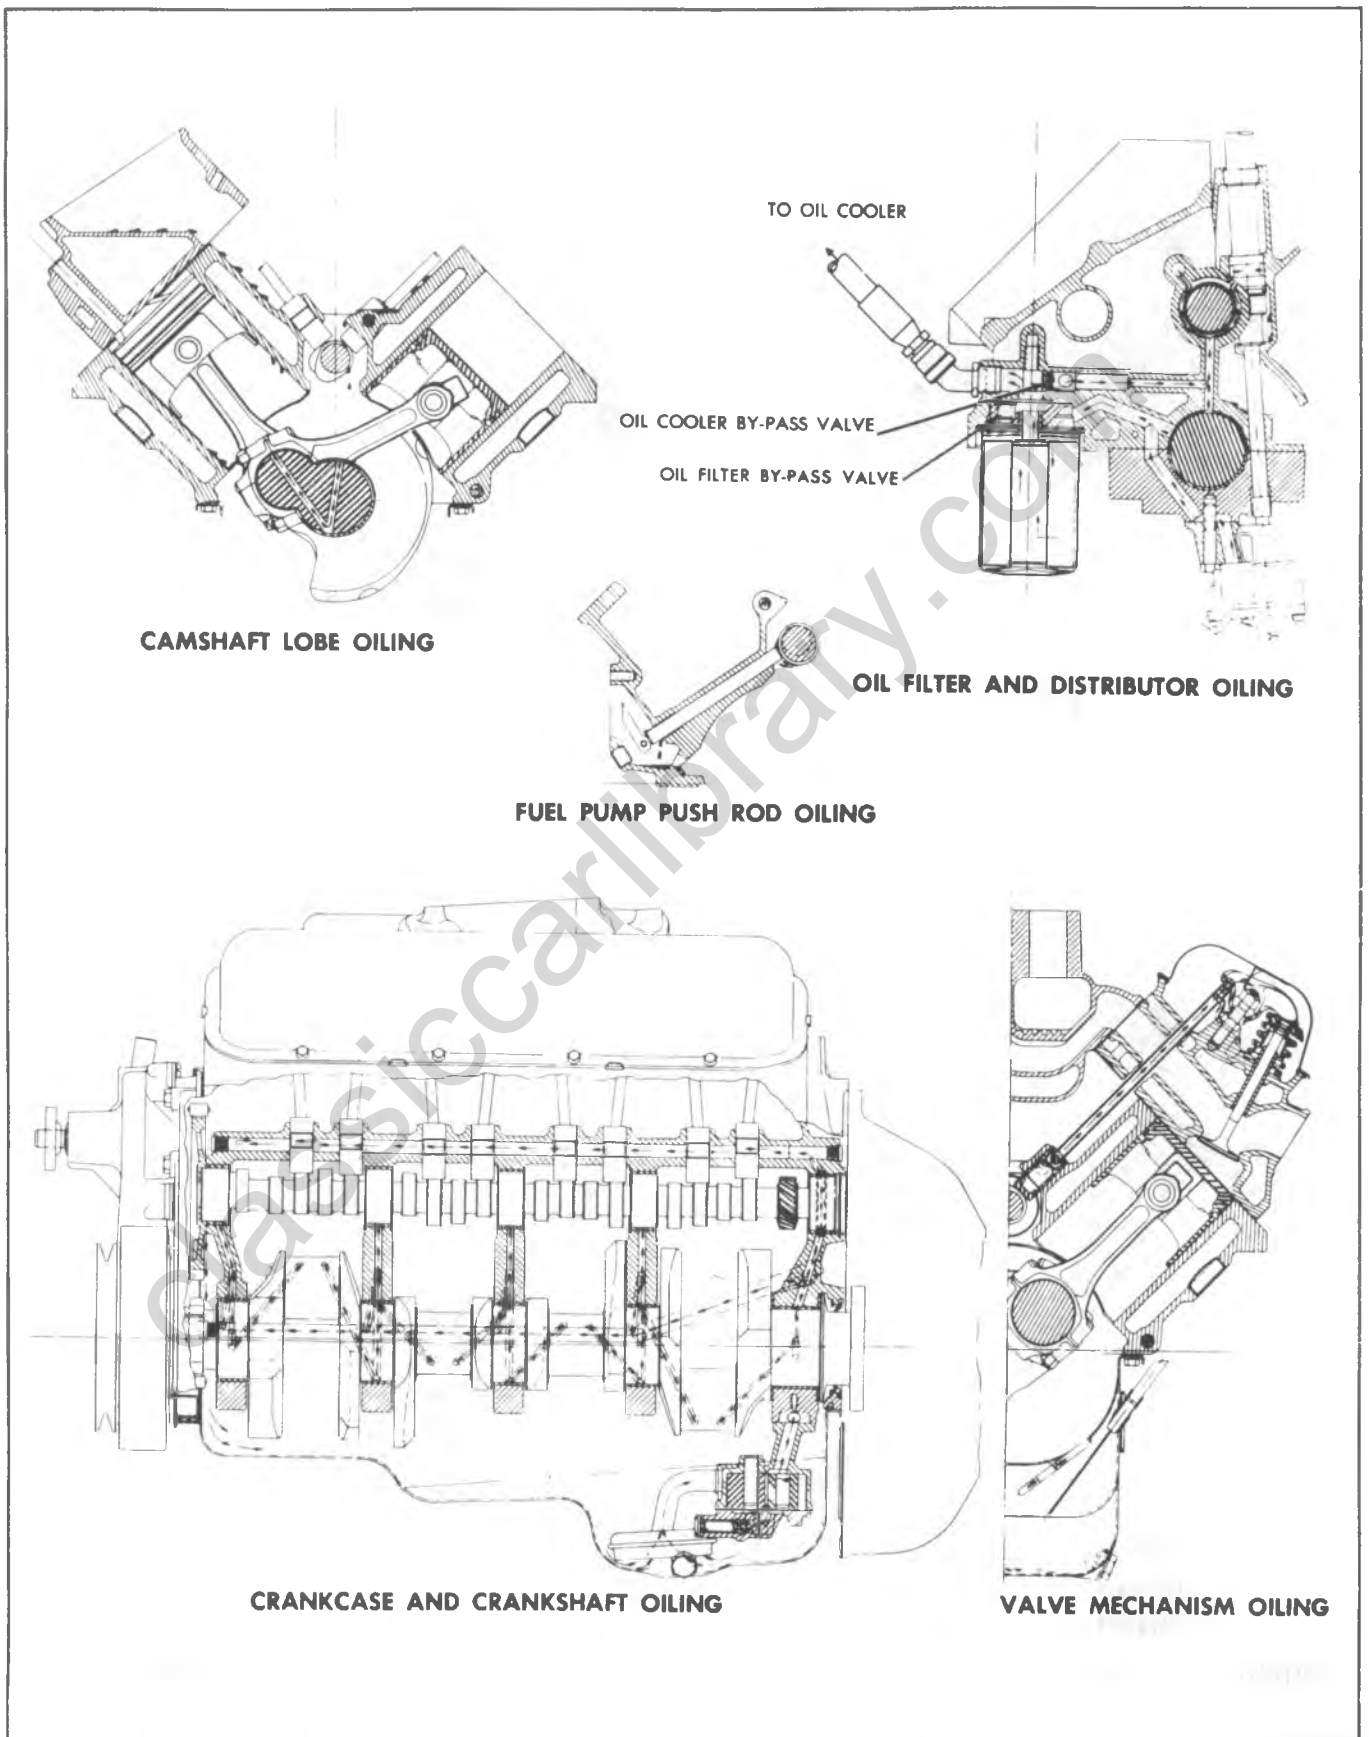 TO OIL COOLER
OIL COOLER BY-PASS VALVE
OIL FILTER BY-PASS VALVE
CAMSHAFT LOBE OILING
OIL FILTER AND DISTRIBUTOR OILING
FUEL PUMP PUSH ROD OILING
classiccarlibrary.com
CRANKCASE AND CRANKSHAFT OILING
VALVE MECHANISM OILING